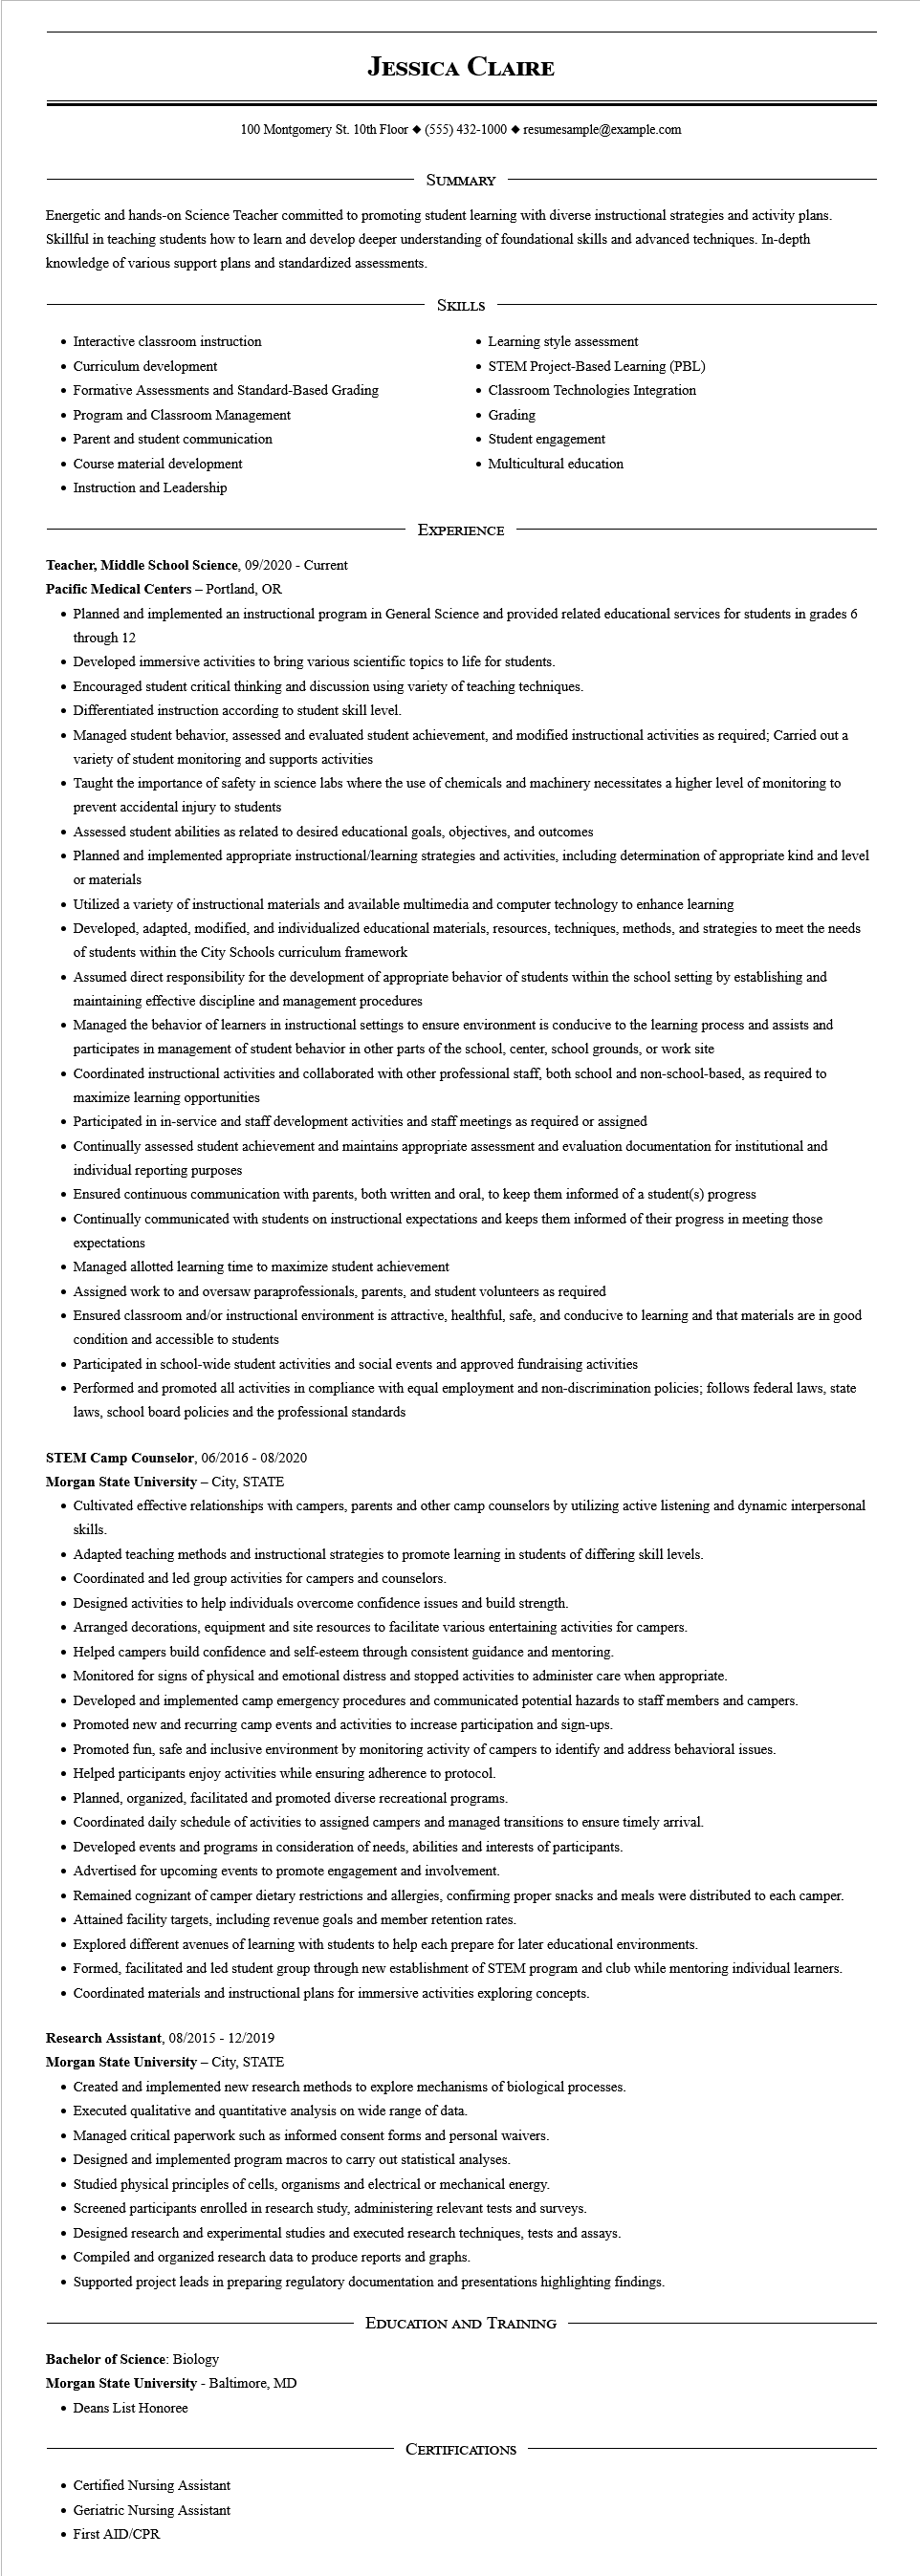 Jessica Claire
100 Montgomery St. 10th Floor ◆ (555) 432-1000 ◆ resumesample@example.com
Summary
Energetic and hands-on Science Teacher committed to promoting student learning with diverse instructional strategies and activity plans.
Skillful in teaching students how to learn and develop deeper understanding of foundational skills and advanced techniques. In-depth
knowledge of various support plans and standardized assessments.
Skills
• Interactive classroom instruction
• Curriculum development
• Formative Assessments and Standard-Based Grading
• Program and Classroom Management
• Parent and student communication
• Course material development
• Instruction and Leadership
• Learning style assessment
• STEM Project-Based Learning (PBL)
• Classroom Technologies Integration
• Grading
• Student engagement
• Multicultural education
Experience
Teacher, Middle School Science, 09/2020 - Current
Pacific Medical Centers – Portland, OR
• Planned and implemented an instructional program in General Science and provided related educational services for students in grades 6
through 12
• Developed immersive activities to bring various scientific topics to life for students.
• Encouraged student critical thinking and discussion using variety of teaching techniques.
• Differentiated instruction according to student skill level.
• Managed student behavior, assessed and evaluated student achievement, and modified instructional activities as required; Carried out a
variety of student monitoring and supports activities
• Taught the importance of safety in science labs where the use of chemicals and machinery necessitates a higher level of monitoring to
prevent accidental injury to students
• Assessed student abilities as related to desired educational goals, objectives, and outcomes
• Planned and implemented appropriate instructional/learning strategies and activities, including determination of appropriate kind and level
or materials
• Utilized a variety of instructional materials and available multimedia and computer technology to enhance learning
• Developed, adapted, modified, and individualized educational materials, resources, techniques, methods, and strategies to meet the needs
of students within the City Schools curriculum framework
• Assumed direct responsibility for the development of appropriate behavior of students within the school setting by establishing and
maintaining effective discipline and management procedures
• Managed the behavior of learners in instructional settings to ensure environment is conducive to the learning process and assists and
participates in management of student behavior in other parts of the school, center, school grounds, or work site
• Coordinated instructional activities and collaborated with other professional staff, both school and non-school-based, as required to
maximize learning opportunities
• Participated in in-service and staff development activities and staff meetings as required or assigned
• Continually assessed student achievement and maintains appropriate assessment and evaluation documentation for institutional and
individual reporting purposes
• Ensured continuous communication with parents, both written and oral, to keep them informed of a student(s) progress
• Continually communicated with students on instructional expectations and keeps them informed of their progress in meeting those
expectations
• Managed allotted learning time to maximize student achievement
• Assigned work to and oversaw paraprofessionals, parents, and student volunteers as required
• Ensured classroom and/or instructional environment is attractive, healthful, safe, and conducive to learning and that materials are in good
condition and accessible to students
• Participated in school-wide student activities and social events and approved fundraising activities
• Performed and promoted all activities in compliance with equal employment and non-discrimination policies; follows federal laws, state
laws, school board policies and the professional standards
STEM Camp Counselor, 06/2016 - 08/2020
Morgan State University – City, STATE
• Cultivated effective relationships with campers, parents and other camp counselors by utilizing active listening and dynamic interpersonal
skills.
• Adapted teaching methods and instructional strategies to promote learning in students of differing skill levels.
• Coordinated and led group activities for campers and counselors.
• Designed activities to help individuals overcome confidence issues and build strength.
• Arranged decorations, equipment and site resources to facilitate various entertaining activities for campers.
• Helped campers build confidence and self-esteem through consistent guidance and mentoring.
• Monitored for signs of physical and emotional distress and stopped activities to administer care when appropriate.
• Developed and implemented camp emergency procedures and communicated potential hazards to staff members and campers.
• Promoted new and recurring camp events and activities to increase participation and sign-ups.
• Promoted fun, safe and inclusive environment by monitoring activity of campers to identify and address behavioral issues.
• Helped participants enjoy activities while ensuring adherence to protocol.
• Planned, organized, facilitated and promoted diverse recreational programs.
• Coordinated daily schedule of activities to assigned campers and managed transitions to ensure timely arrival.
• Developed events and programs in consideration of needs, abilities and interests of participants.
• Advertised for upcoming events to promote engagement and involvement.
• Remained cognizant of camper dietary restrictions and allergies, confirming proper snacks and meals were distributed to each camper.
• Attained facility targets, including revenue goals and member retention rates.
• Explored different avenues of learning with students to help each prepare for later educational environments.
• Formed, facilitated and led student group through new establishment of STEM program and club while mentoring individual learners.
• Coordinated materials and instructional plans for immersive activities exploring concepts.
Research Assistant, 08/2015 - 12/2019
Morgan State University – City, STATE
• Created and implemented new research methods to explore mechanisms of biological processes.
• Executed qualitative and quantitative analysis on wide range of data.
• Managed critical paperwork such as informed consent forms and personal waivers.
• Designed and implemented program macros to carry out statistical analyses.
• Studied physical principles of cells, organisms and electrical or mechanical energy.
• Screened participants enrolled in research study, administering relevant tests and surveys.
• Designed research and experimental studies and executed research techniques, tests and assays.
• Compiled and organized research data to produce reports and graphs.
• Supported project leads in preparing regulatory documentation and presentations highlighting findings.
Education and Training
Bachelor of Science: Biology
Morgan State University - Baltimore, MD
• Deans List Honoree
Certifications
• Certified Nursing Assistant
• Geriatric Nursing Assistant
• First AID/CPR